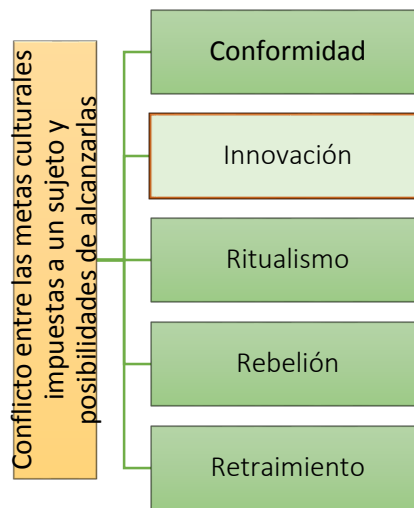 Conflicto entre las metas culturales
impuestas a un sujeto y
posibilidades de alcanzarlas
Conformidad
Innovación
Ritualismo
Rebelión
Retraimiento